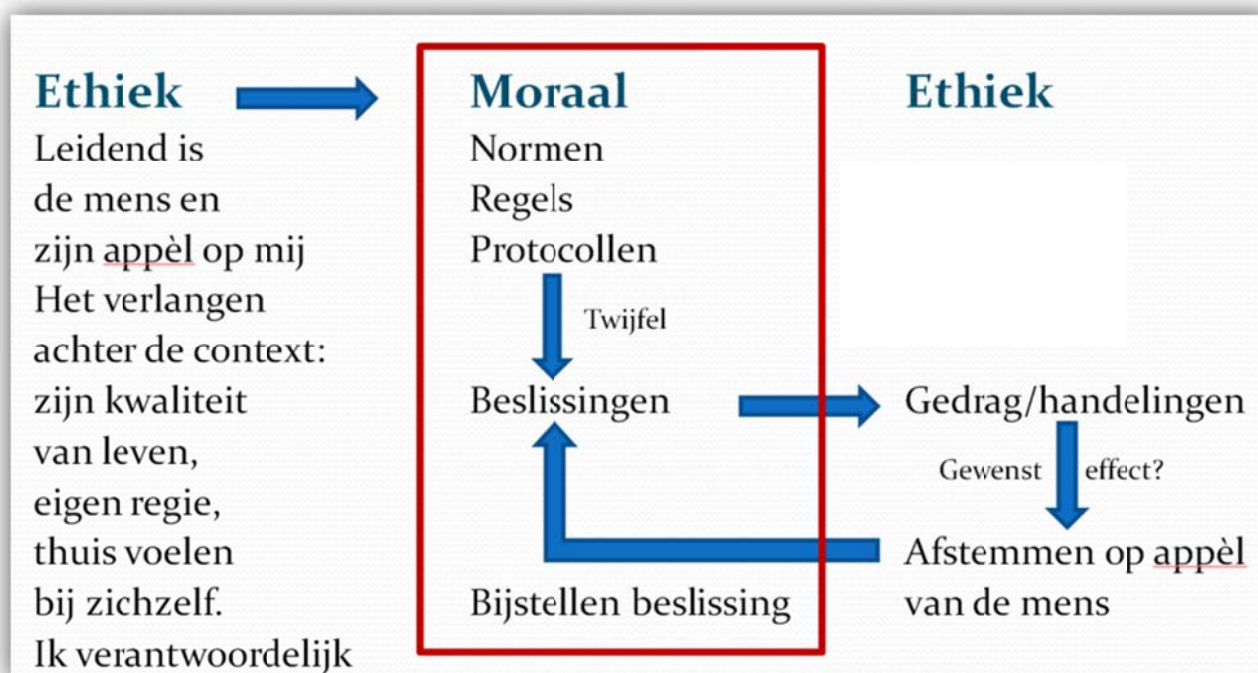 Ethiek
Leidend is
de mens en
zijn appèl op mij
Het verlangen
achter de context:
zijn kwaliteit
van leven,
eigen regie,
thuis voelen
bij zichzelf.
Ik verantwoordelijk
Moraal
Normen
Regels
Protocollen
Twijfel
Beslissingen
Bijstellen beslissing
Ethiek
Gedrag/handelingen
Gewenst effect?
Afstemmen op appèl
van de mens